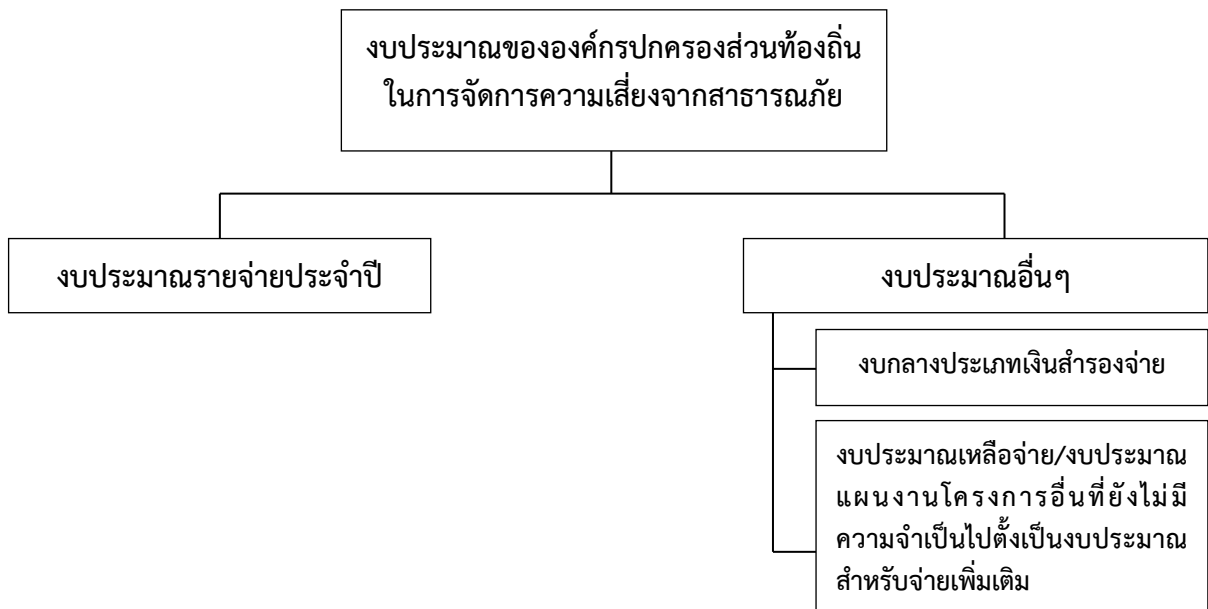 งบประมาณขององค์กรปกครองส่วนท้องถิ่น
ในการจัดการความเสี่ยงจากสาธารณภัย
งบประมาณรายจ่ายประจำปี
งบประมาณอื่นๆ
งบกลางประเภทเงินสำรองจ่าย
งบประมาณเหลือจ่าย/งบประมาณ
แผนงานโครงการอื่นที่ยังไม่มี
ความจำเป็นไปตั้งเป็นงบประมาณ
สำหรับจ่ายเพิ่มเติม